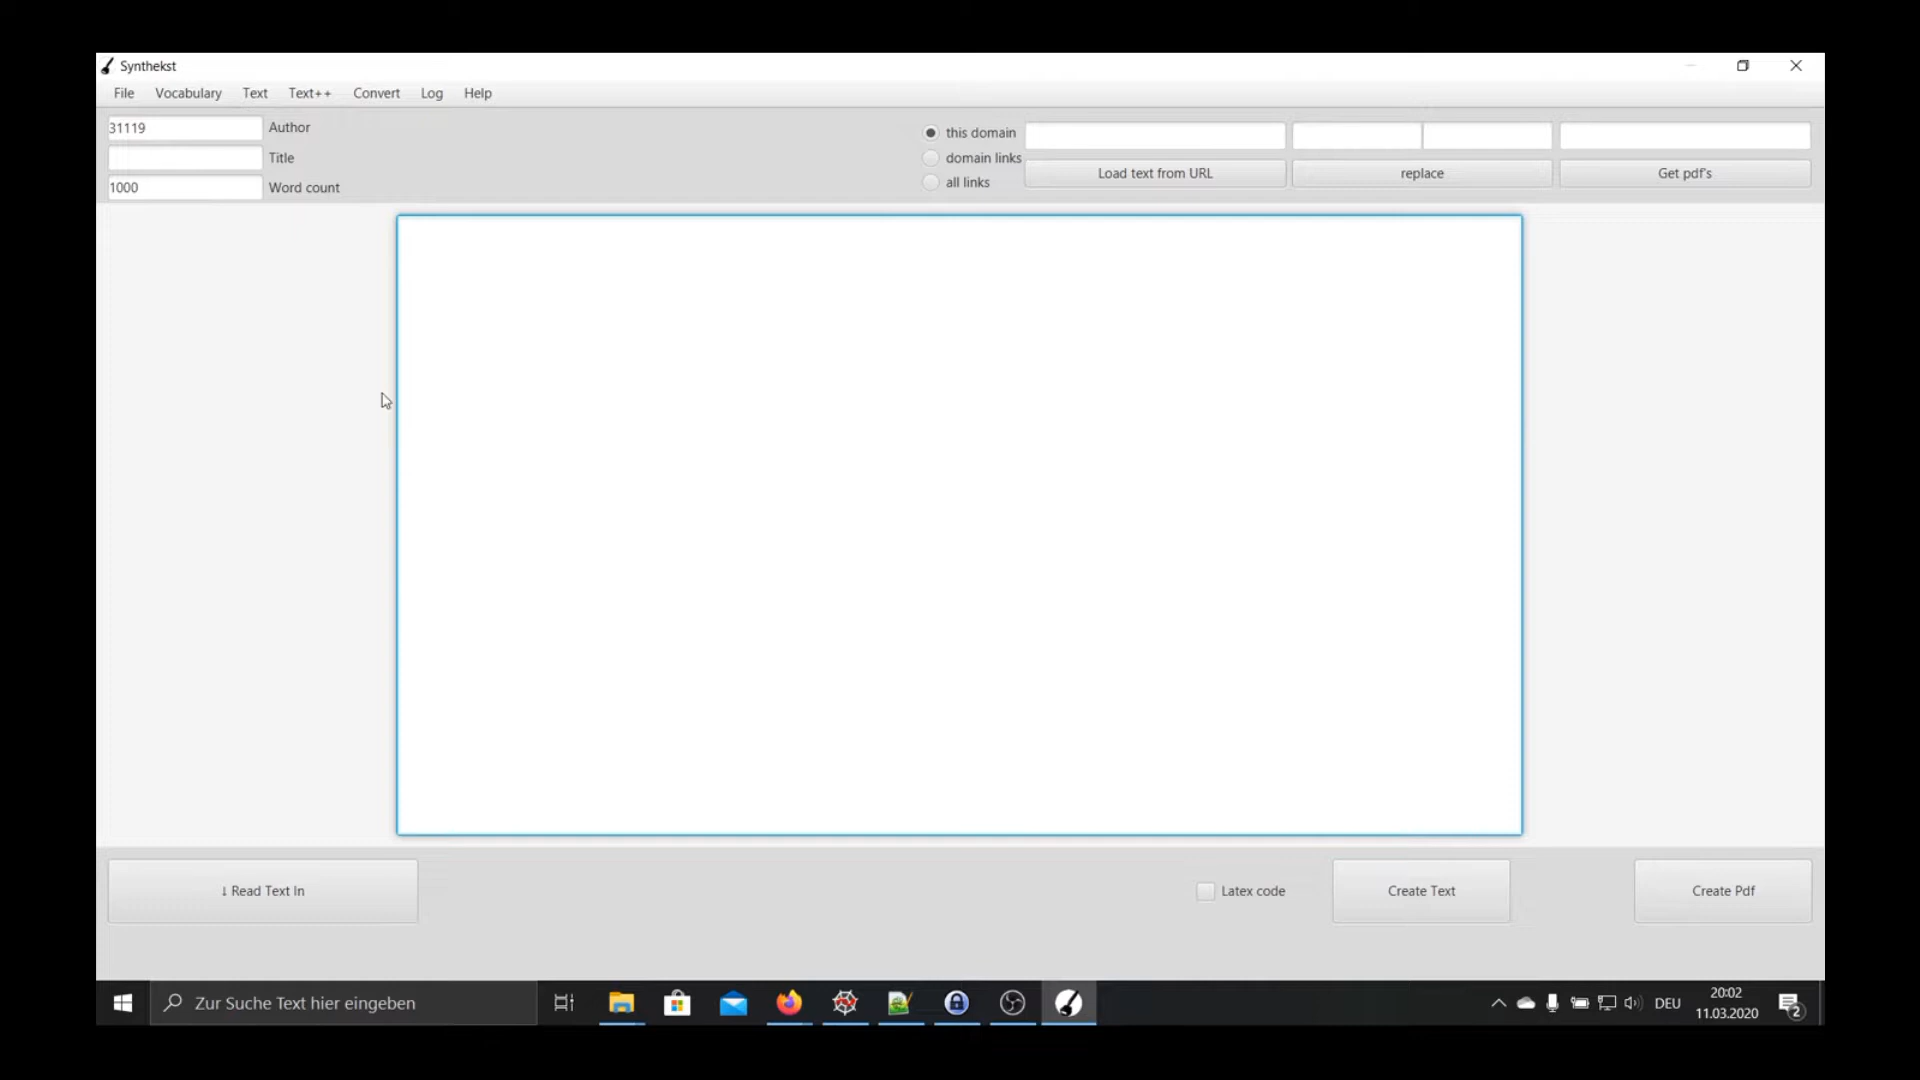 Synthekst
File Vocabulary Text Text++ Convert Log Help
31119 Author
Title
1000 Word count
this domain
domain links
all links
Load text from URL replace Get pdf's
↓ Read Text In
Latex code
Create Text
Create Pdf
Zur Suche Text hier eingeben
DEU
20:02
11.03.2020
2